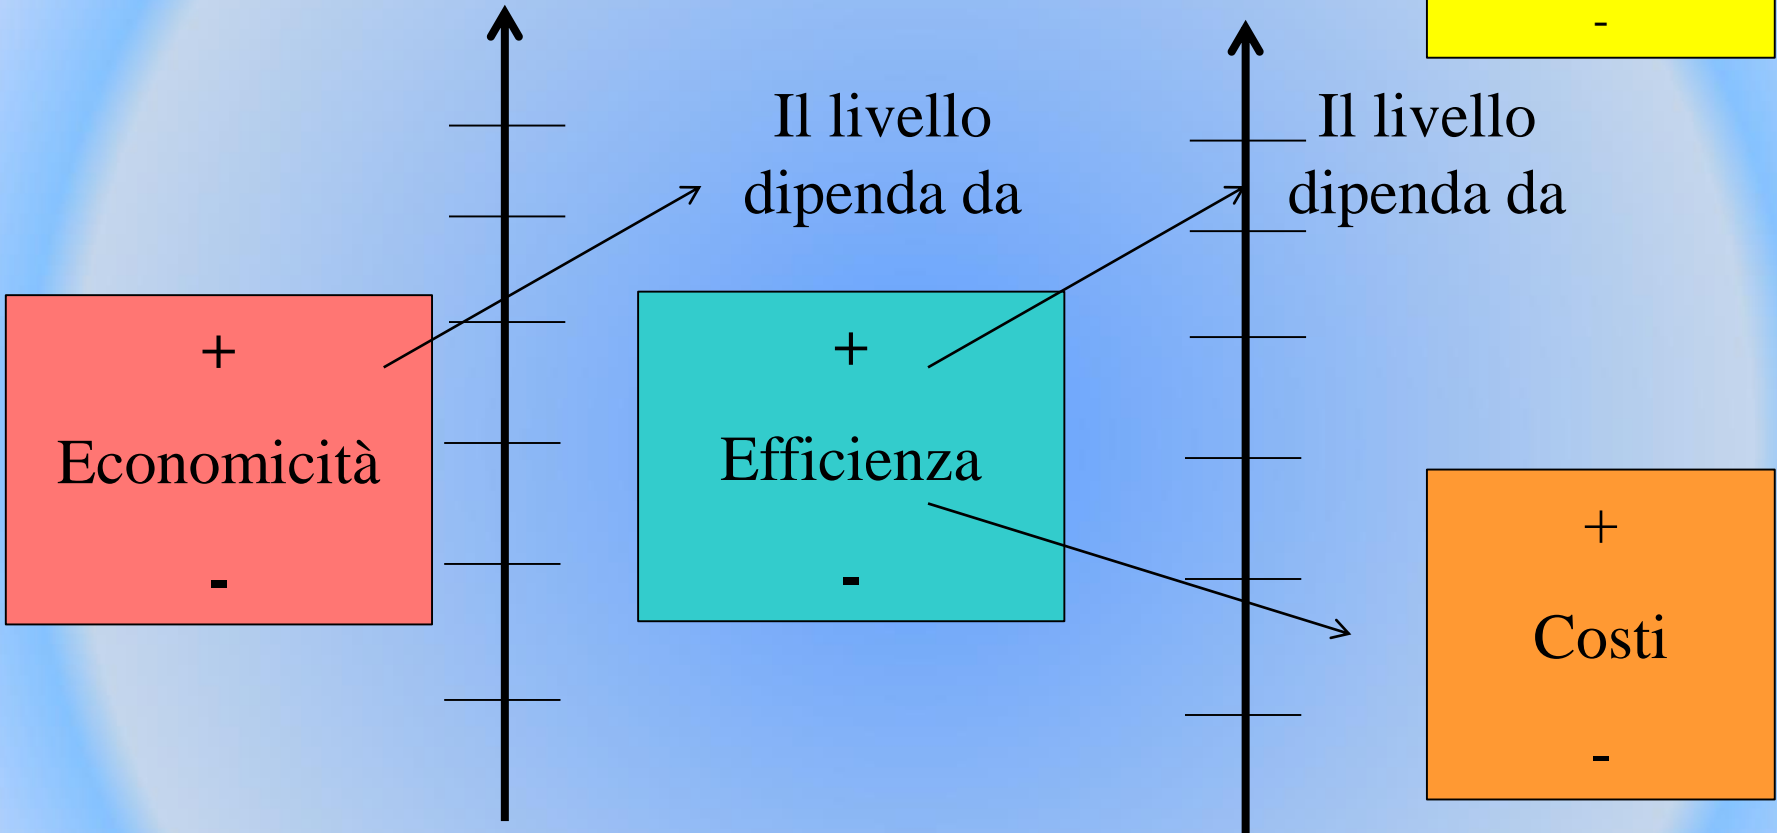 -
Il livello
dipenda da
Il livello
dipenda da
+
Economicità
-
+
Efficienza
-
+
Costi
-